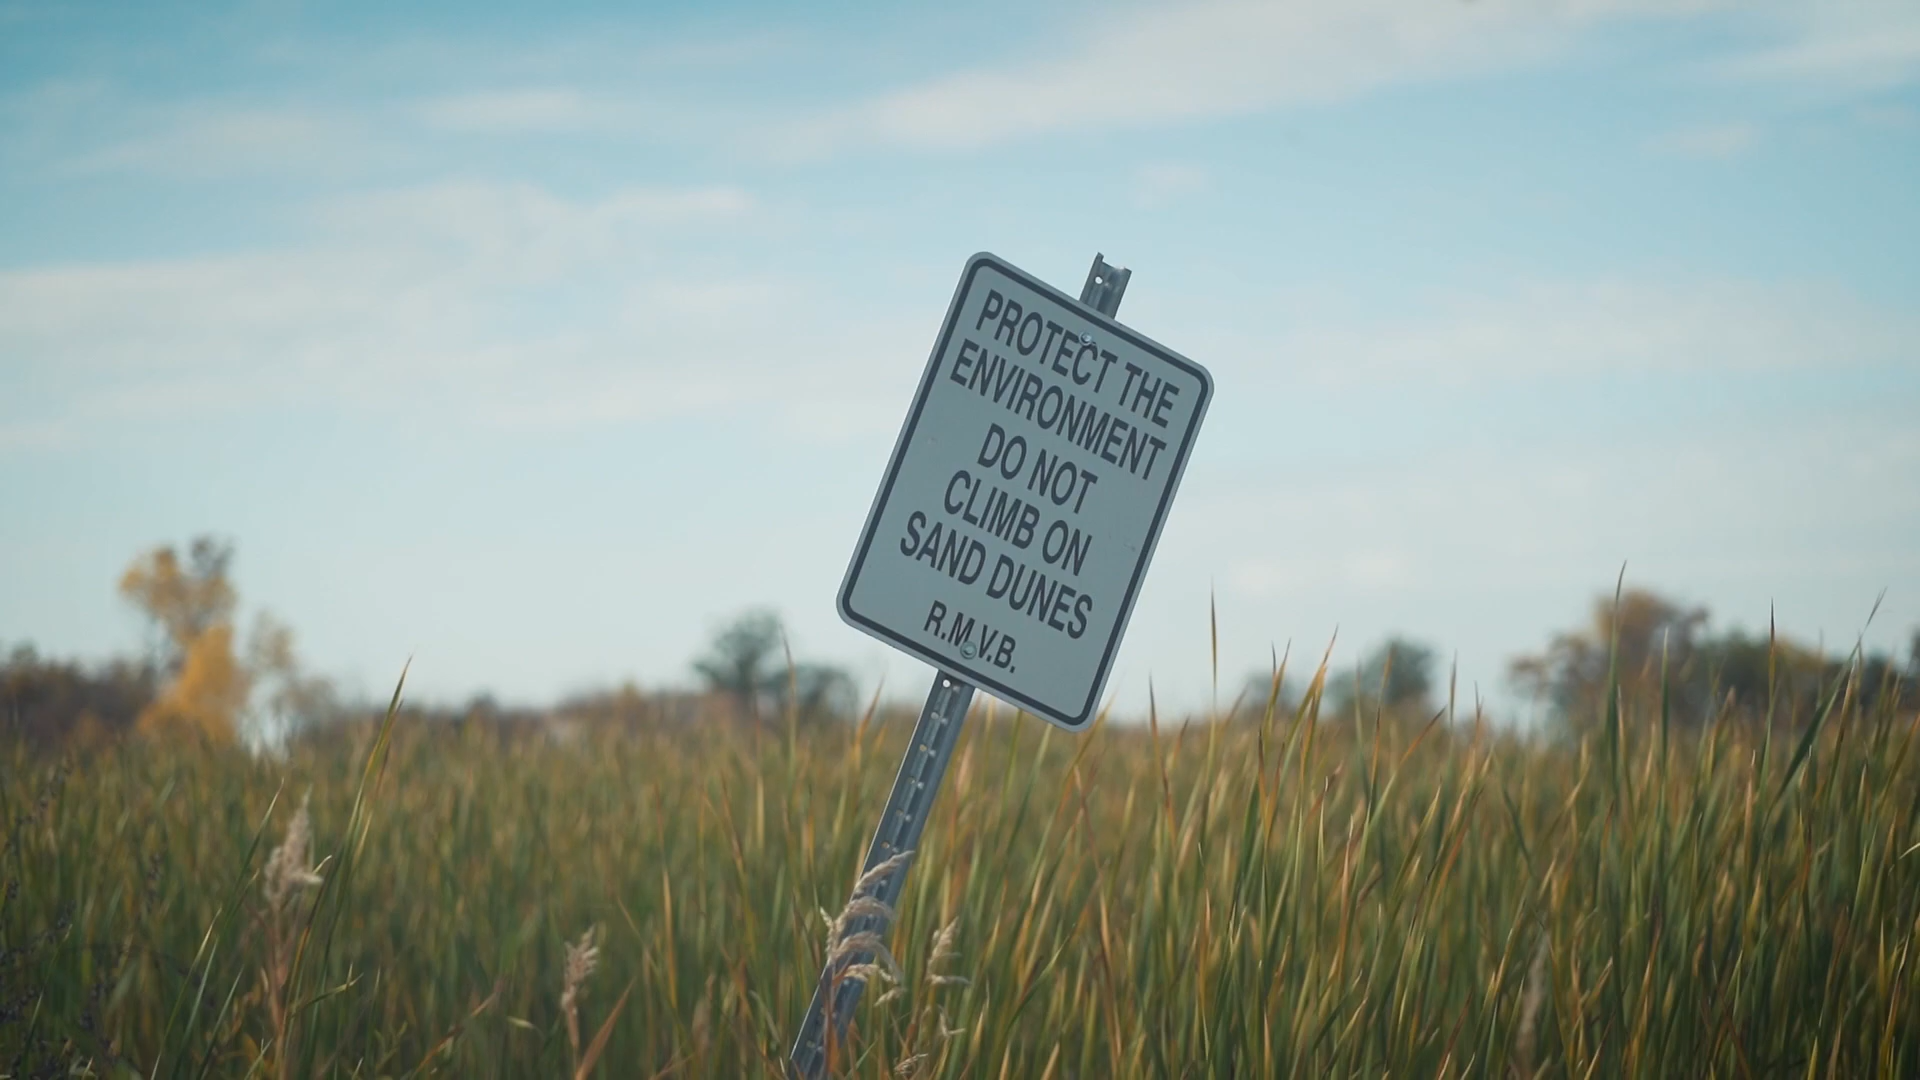 PROTECT THE
ENVIRONMENT
DO NOT
CLIMB ON
SAND DUNES
R.M.V.B.